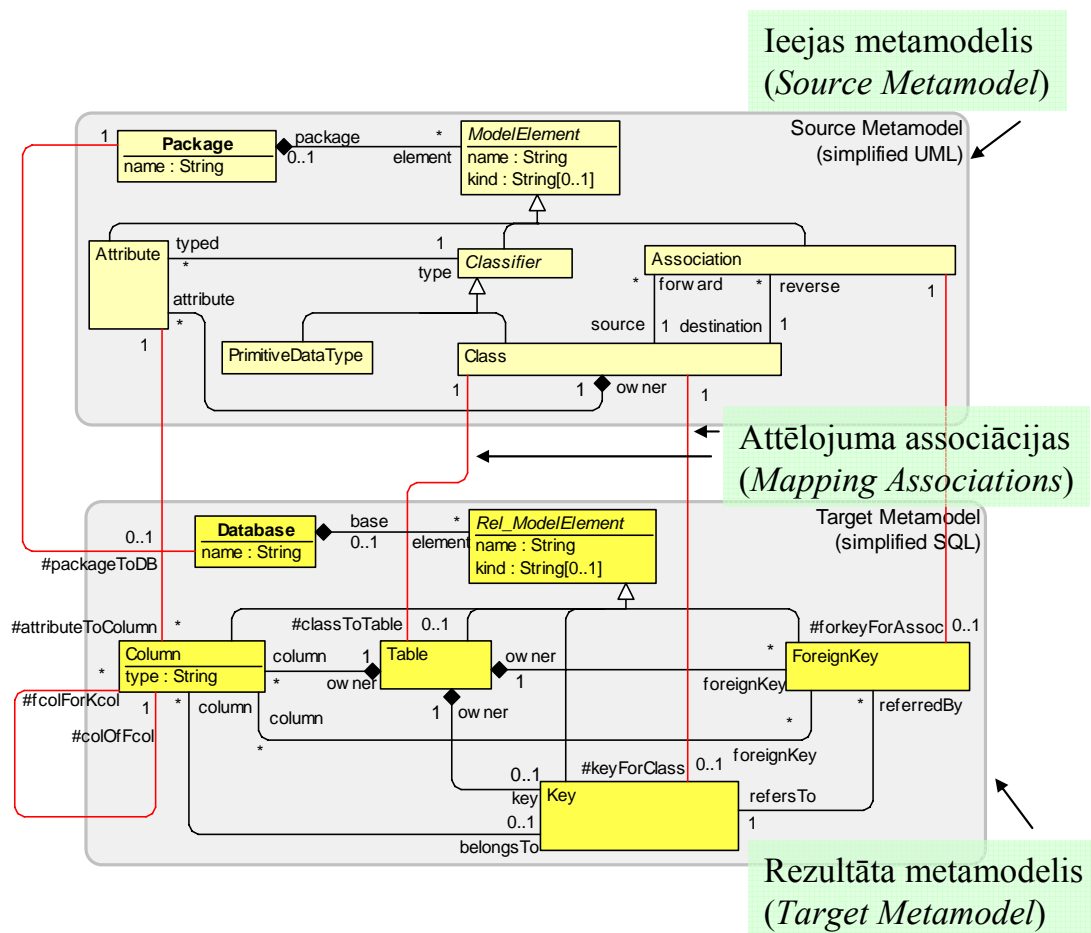 Ieejas metamodelis
(Source Metamodel)
Source Metamodel
(simplified UML)
1
Package
name : String
package
0..1
*
element
ModelElement
name : String
kind : String[0..1]
Attribute
typed
*
1
type
Classifier
Association
attribute
*
* forward
* reverse
1
source 1
destination 1
1
PrimitiveDataType
Class
1
1
owner
1
Attēlojuma associācijas
(Mapping Associations)
Target Metamodel
(simplified SQL)
Database
name : String
base
0..1
*
element
Rel_ModelElement
name : String
kind : String[0..1]
0..1
#packageToDB
#attributeToColumn *
#classToTable 0..1
#forkeyForAssoc 0..1
Column
type : String
column
*
1
owner
Table
owner
1
*
foreignKey
ForeignKey
*
#fcolForKcol
1
#colOfFcol
*
column
column
*
1 owner
*
foreignKey
* referredBy
0..1
key
#keyForClass 0..1
Key
refersTo
1
0..1
belongsTo
Rezultāta metamodelis
(Target Metamodel)